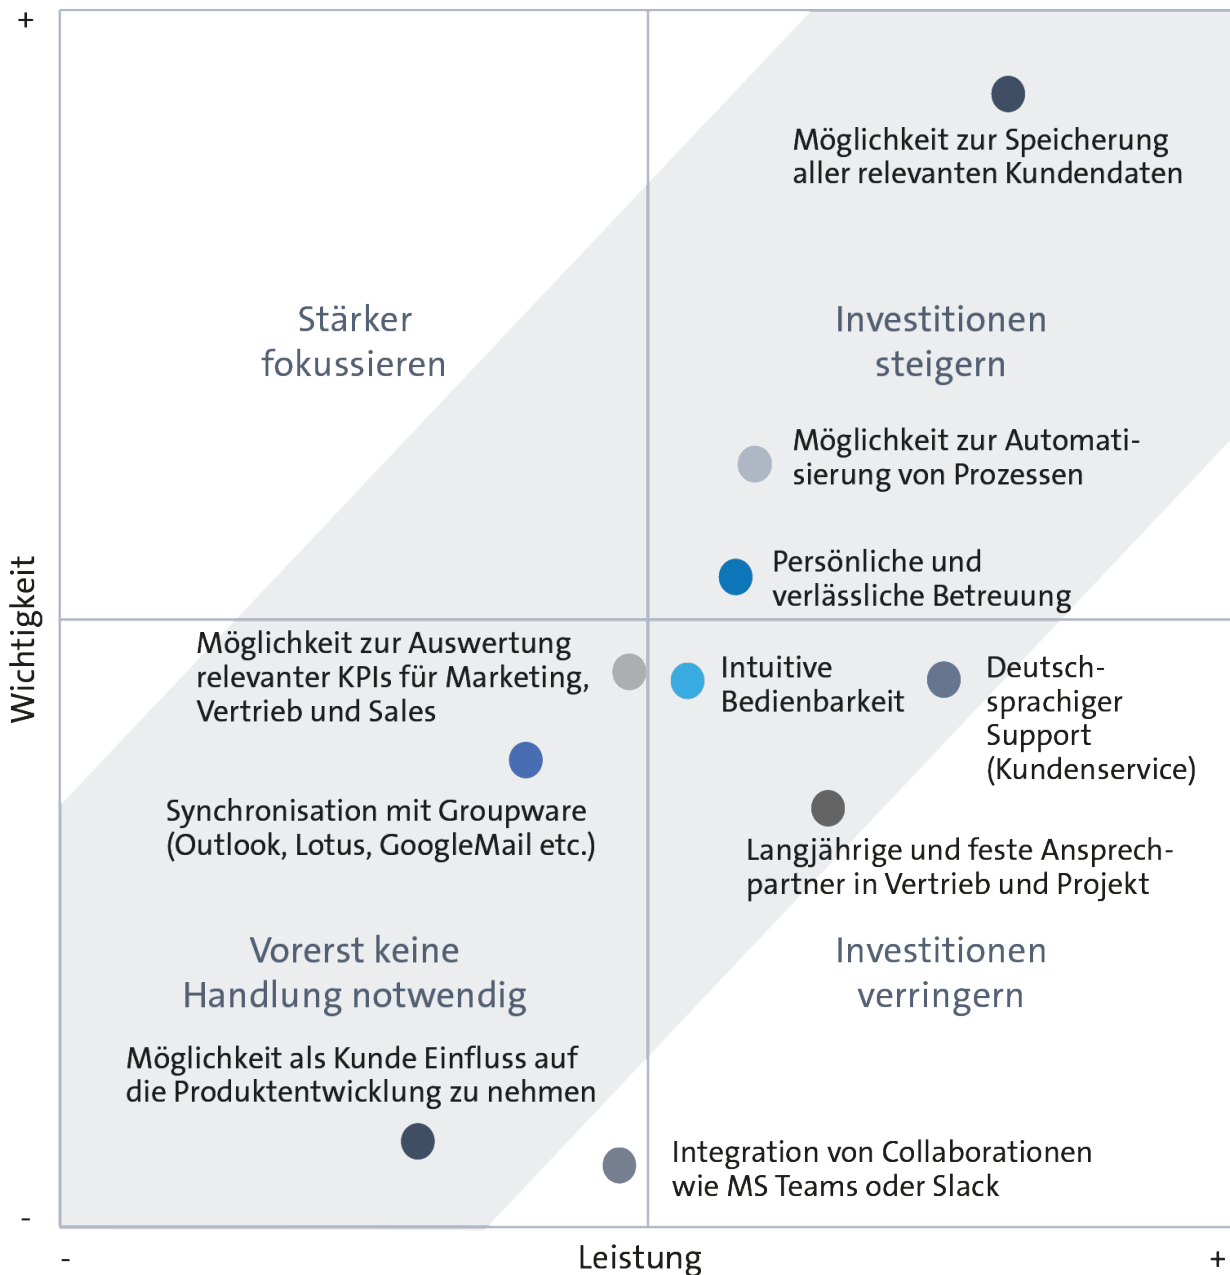 +
Möglichkeit zur Speicherung
aller relevanten Kundendaten
Stärker
fokussieren
Investitionen
steigern
Möglichkeit zur Automati-
sierung von Prozessen
Persönliche und
verlässliche Betreuung
Wichtigkeit
Möglichkeit zur Auswertung
relevanter KPIs für Marketing,
Vertrieb und Sales
Intuitive
Bedienbarkeit
Deutsch-
sprachiger
Support
(Kundenservice)
Synchronisation mit Groupware
(Outlook, Lotus, GoogleMail etc.)
Langjährige und feste Ansprech-
partner in Vertrieb und Projekt
Vorerst keine
Handlung notwendig
Investitionen
verringern
Möglichkeit als Kunde Einfluss auf
die Produktentwicklung zu nehmen
Integration von Collaborationen
wie MS Teams oder Slack
-
-
Leistung
+